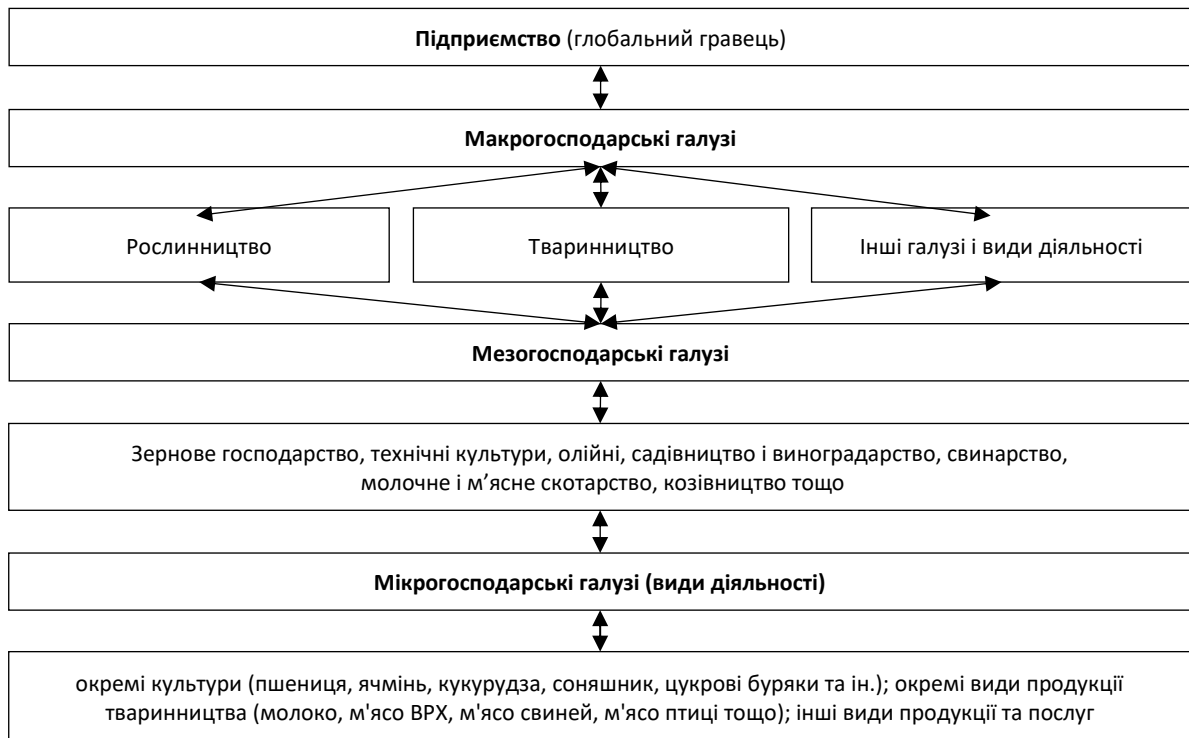 Підприємство (глобальний гравець)
Макрогосподарські галузі
Рослинництво
Тваринництво
Інші галузі і види діяльності
Мезогосподарські галузі
Зернове господарство, технічні культури, олійні, садівництво і виноградарство, свинарство,
молочне і м’ясне скотарство, козівництво тощо
Мікрогосподарські галузі (види діяльності)
окремі культури (пшениця, ячмінь, кукурудза, соняшник, цукрові буряки та ін.); окремі види продукції
тваринництва (молоко, м'ясо ВРХ, м'ясо свиней, м'ясо птиці тощо); інші види продукції та послуг